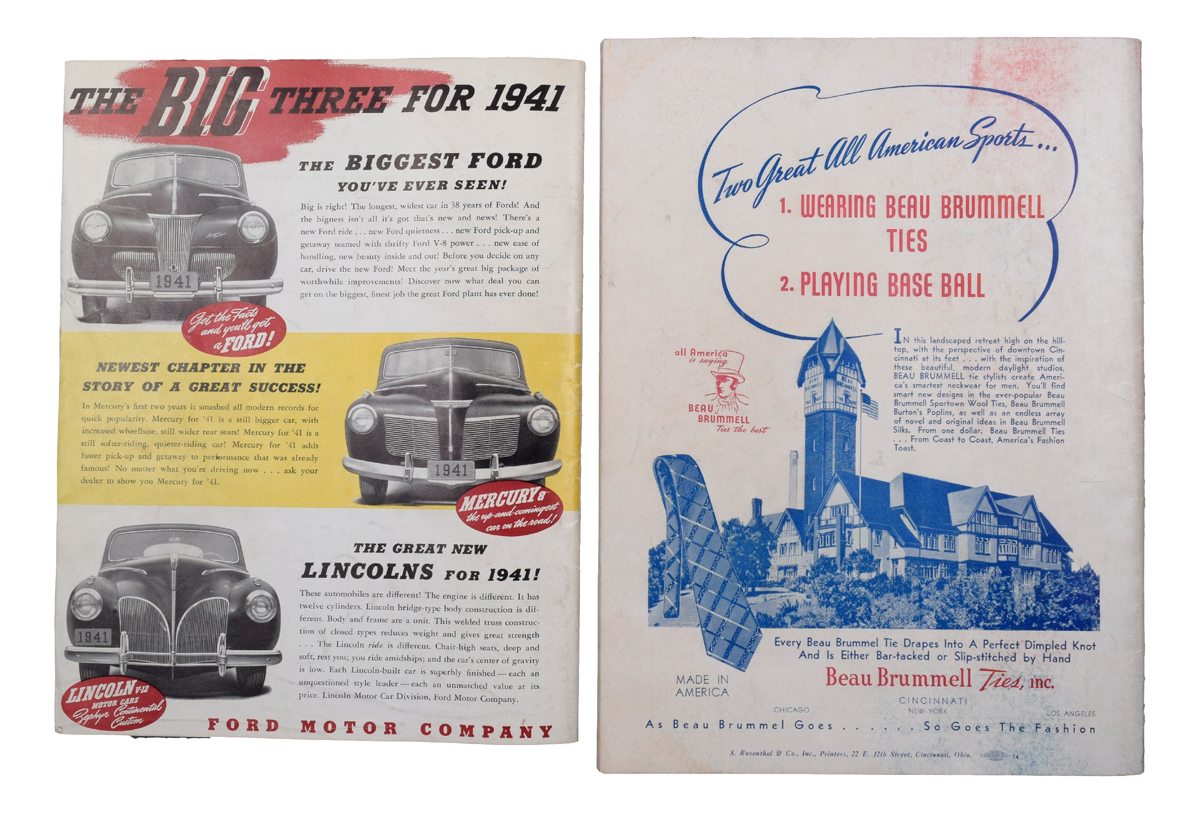 THE BIG THREE FOR 1941
THE BIGGEST FORD
YOU'VE EVER SEEN!
Big is right! The longest, widest car in 38 years of Fords! And
the bigness isn't all it's got that's new and news! There's a
new Ford ride . . . new Ford quietness . . . new Ford pick-up and
getaway teamed with thrifty Ford V-8 power . . . new ease of
handling, new beauty inside and out! Before you decide on any
car, drive the new Ford! Meet the year's great big package of
worthwhile improvements! Discover now what deal you can
get on the biggest, finest job the great Ford plant has ever done!
1941
Get the Facts
and you'll get
a FORD!
NEWEST CHAPTER IN THE
STORY OF A GREAT SUCCESS!
In Mercury's first two years it smashed all modern records for
quick popularity. Mercury for '41 is a still bigger car, with
increased wheelbase, still wider rear seats! Mercury for '41 is a
still softer-riding, quieter-riding car! Mercury for '41 adds
faster pick-up and getaway to performance that was already
famous! No matter what you're driving now . . . ask your
dealer to show you Mercury for '41.
1941
MERCURY 8
the up-and-comingest
car on the road!
THE GREAT NEW
LINCOLNS FOR 1941!
These automobiles are different! The engine is different. It has
twelve cylinders. Lincoln bridge-type body construction is dif-
ferent. Body and frame are a unit. This welded truss construc-
tion of closed types reduces weight and gives great strength
. . . The Lincoln ride is different. Chair-high seats, deep and
soft, rest you; you ride amidships; and the car's center of gravity
is low. Each Lincoln-built car is superbly finished — each an
unquestioned style leader — each an unmatched value at its
price. Lincoln Motor Car Division, Ford Motor Company.
1941
LINCOLN V-12
MOTOR CARS
Zephyr Continental
Custom
FORD MOTOR COMPANY
Two Great All American Sports...
1. WEARING BEAU BRUMMELL
TIES
2. PLAYING BASE BALL
all America
is saying
BEAU
BRUMMELL
Ties the best
IN this landscaped retreat high on the hill-
top, with the perspective of downtown Cin-
cinnati at its feet . . . with the inspiration of
these beautiful, modern daylight studios,
BEAU BRUMMELL tie stylists create Ameri-
ca's smartest neckwear for men. You'll find
smart new designs in the ever-popular Beau
Brummell Sportown Wool Ties, Beau Brummell
Burton's Poplins, as well as an endless array
of novel and original ideas in Beau Brummell
Silks. From one dollar. Beau Brummell Ties
. . . From Coast to Coast, America's Fashion
Toast.
Every Beau Brummel Tie Drapes Into A Perfect Dimpled Knot
And Is Either Bar-tacked or Slip-stitched by Hand
MADE IN
AMERICA
Beau Brummell Ties, INC.
CINCINNATI
CHICAGO NEW YORK LOS ANGELES
As Beau Brummel Goes . . . . . . So Goes The Fashion
S. Rosenthal & Co., Inc., Printers, 22 E. 12th Street, Cincinnati, Ohio. 74